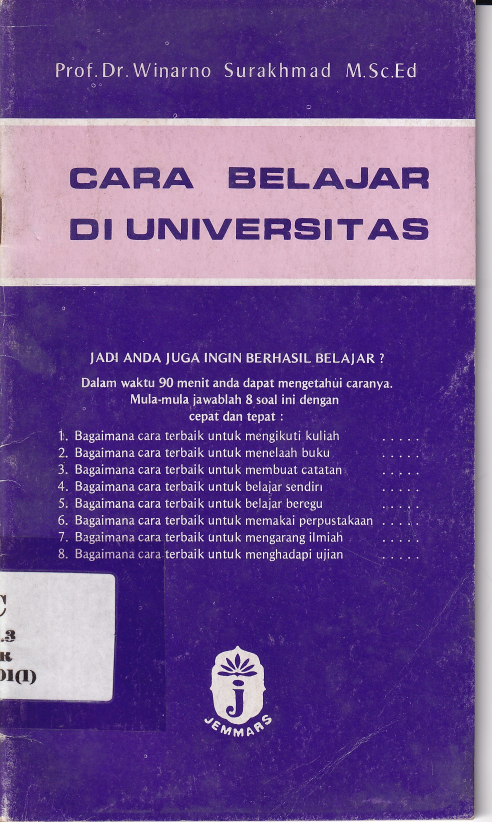 Prof. Dr. Winarno Surakhmad M.Sc.Ed
CARA BELAJAR
DI UNIVERSITAS
JADI ANDA JUGA INGIN BERHASIL BELAJAR ?
Dalam waktu 90 menit anda dapat mengetahui caranya.
Mula-mula jawablah 8 soal ini dengan
cepat dan tepat :
1. Bagaimana cara terbaik untuk mengikuti kuliah . . . . .
2. Bagaimana cara terbaik untuk menelaah buku . . . . .
3. Bagaimana cara terbaik untuk membuat catatan . . . . .
4. Bagaimana cara terbaik untuk belajar sendiri . . . . .
5. Bagaimana cara terbaik untuk belajar beregu . . . . .
6. Bagaimana cara terbaik untuk memakai perpustakaan . . . . .
7. Bagaimana cara terbaik untuk mengarang ilmiah . . . . .
8. Bagaimana cara terbaik untuk menghadapi ujian . . . . .
C
.3
K
01(1)
j
JEMMARS